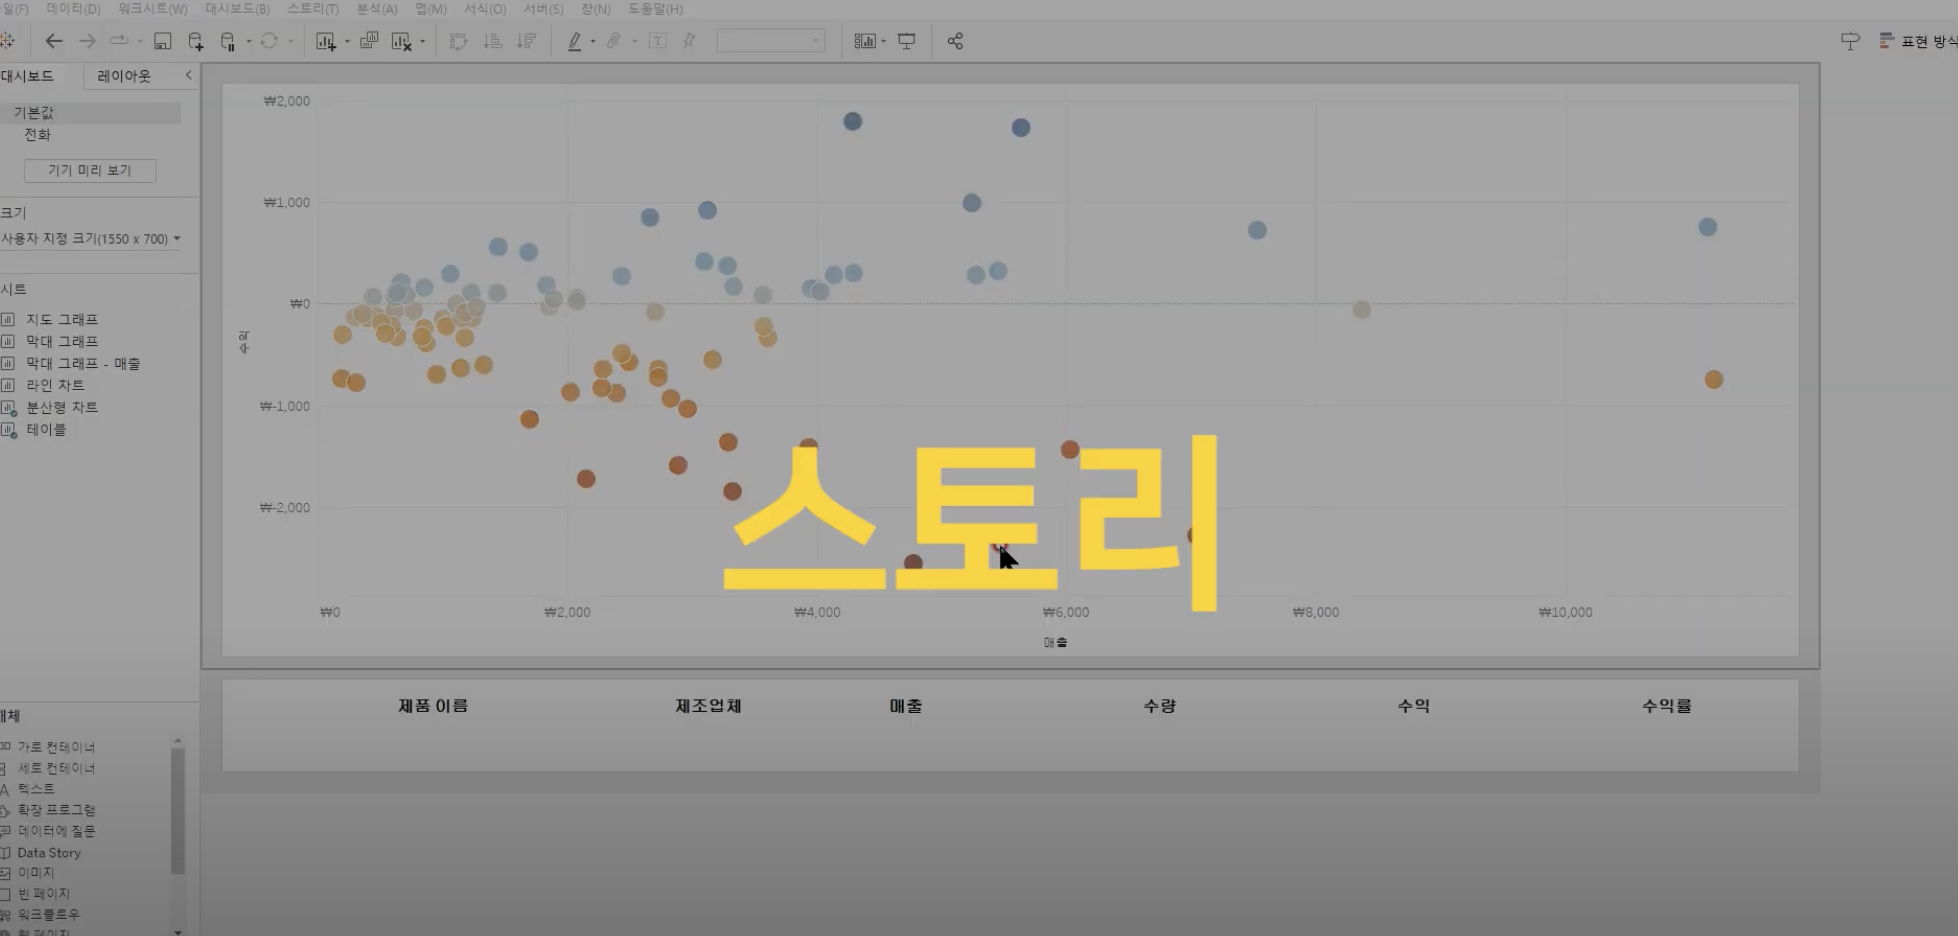 일(F) 데이터(D) 워크시트(W) 대시보드(B) 스토리(T) 분석(A) 맵(M) 서식(O) 서버(S) 창(N) 도움말(H)
표현 방식
대시보드 레이아웃
기본값
전화
기기 미리 보기
크기
사용자 지정 크기(1550 x 700)
시트
지도 그래프
막대 그래프
막대 그래프 - 매출
라인 차트
분산형 차트
테이블
개체
가로 컨테이너
세로 컨테이너
텍스트
확장 프로그램
데이터에 질문
Data Story
이미지
빈 페이지
워크플로우
웹 페이지
₩2,000
₩1,000
₩0
₩-1,000
₩-2,000
수익
스토리
₩0 ₩2,000 ₩4,000 ₩6,000 ₩8,000 ₩10,000
매출
제품 이름 제조업체 매출 수량 수익 수익률